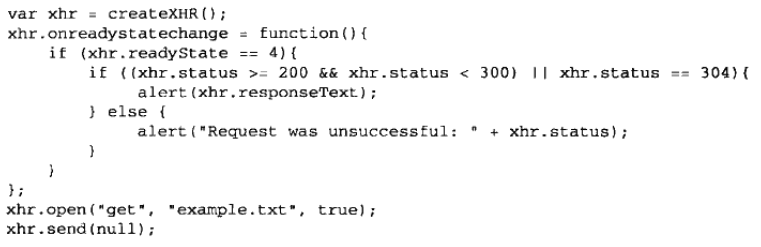 var xhr = createXHR();
xhr.onreadystatechange = function(){
    if (xhr.readyState == 4){
        if ((xhr.status >= 200 && xhr.status < 300) || xhr.status == 304){
            alert(xhr.responseText);
        } else {
            alert("Request was unsuccessful: " + xhr.status);
        }
    }
};
xhr.open("get", "example.txt", true);
xhr.send(null);